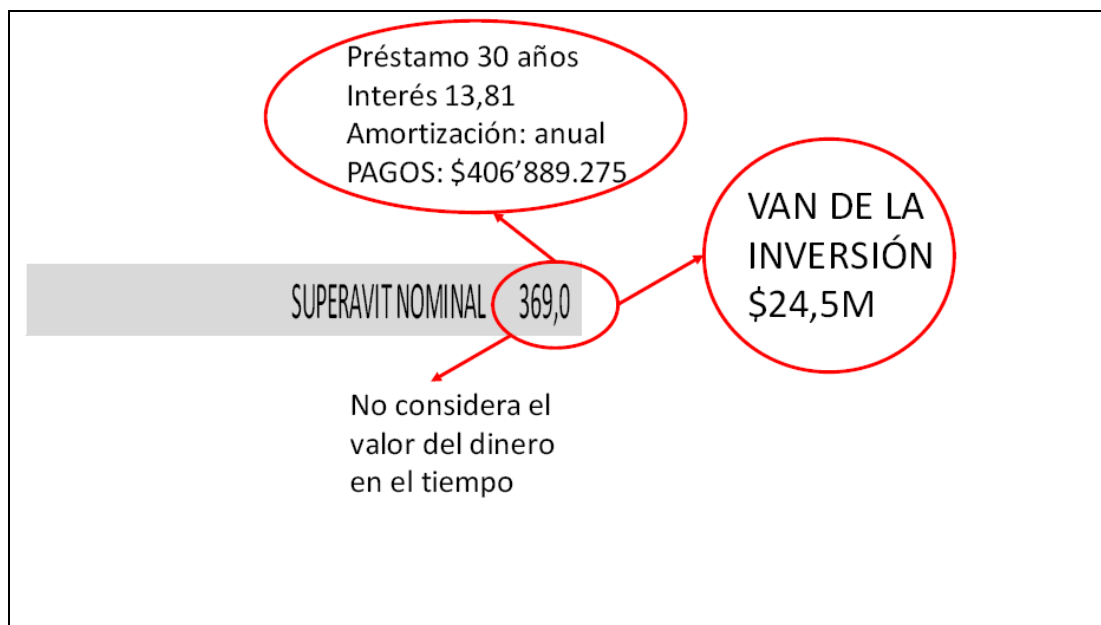 Préstamo 30 años
Interés 13,81
Amortización: anual
PAGOS: $406’889.275
VAN DE LA
INVERSIÓN
$24,5M
SUPERAVIT NOMINAL 369,0
No considera el
valor del dinero
en el tiempo